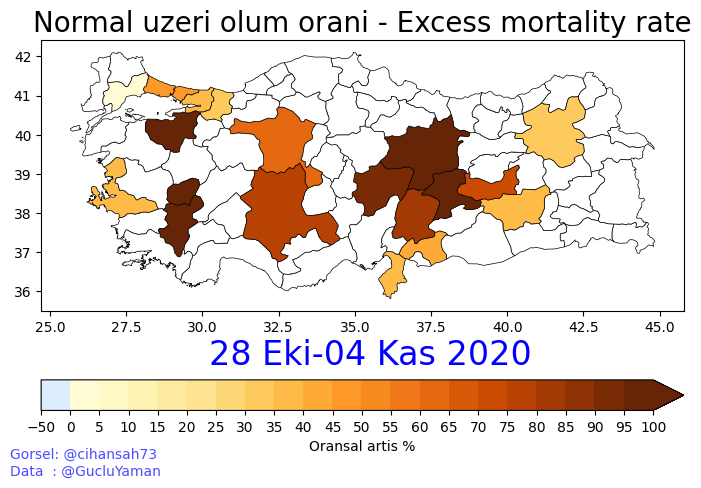 Normal uzeri olum orani - Excess mortality rate
42
41
40
39
38
37
36
25.0 27.5 30.0 32.5 35.0 37.5 40.0 42.5 45.0
28 Eki-04 Kas 2020
−50 0 5 10 15 20 25 30 35 40 45 50 55 60 65 70 75 80 85 90 95 100
Oransal artis %
Gorsel: @cihansah73
Data : @GucluYaman